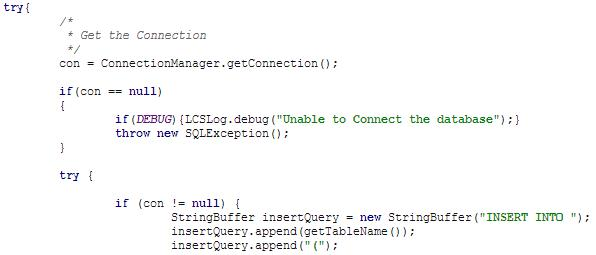 try{
/*
* Get the Connection
*/
con = ConnectionManager.getConnection();
if(con == null)
{
if(DEBUG){LCSLog.debug("Unable to Connect the database");}
throw new SQLException();
}
try {
if (con != null) {
StringBuffer insertQuery = new StringBuffer("INSERT INTO ");
insertQuery.append(getTableName());
insertQuery.append("(");